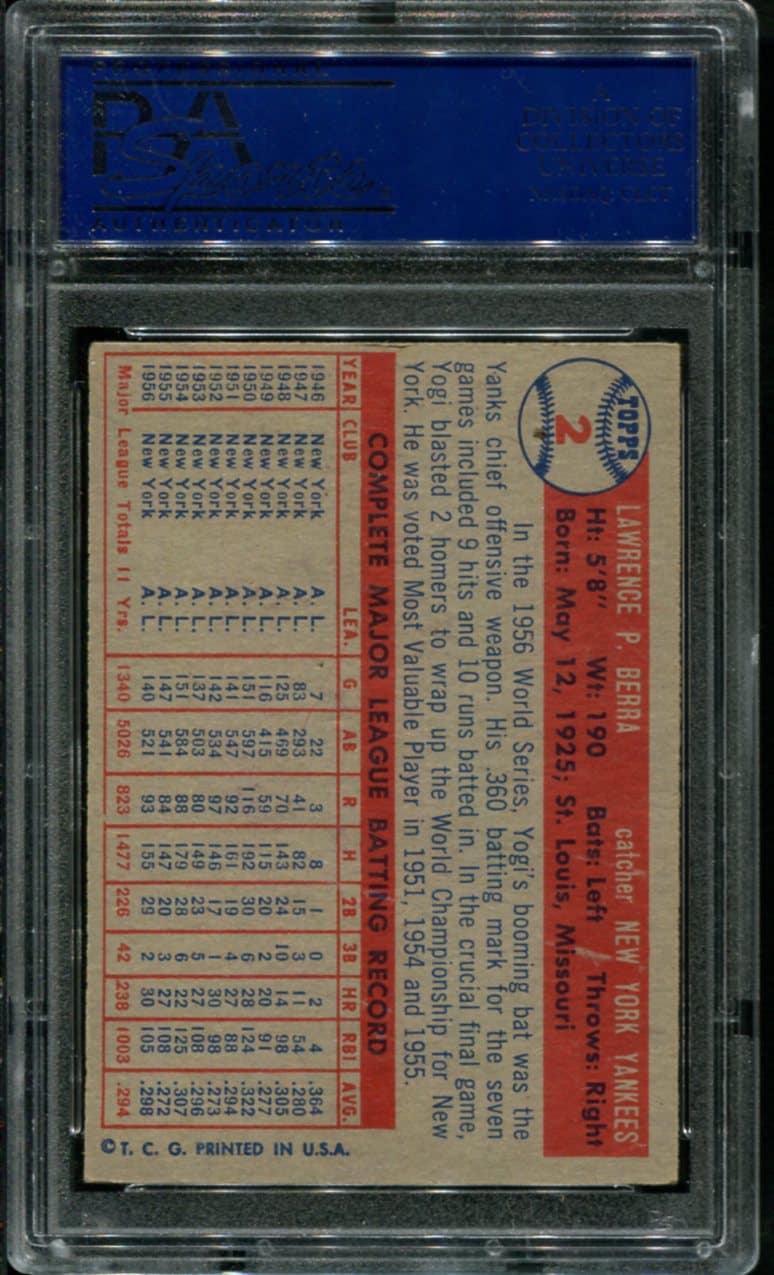 PROFESSIONAL
PSA
AUTHENTICATOR
A
DIVISION OF
COLLECTORS
UNIVERSE
NASDAQ: CLCT
TOPPS
2
LAWRENCE P. BERRA catcher NEW YORK YANKEES
Ht: 5'8" Wt: 190 Bats: Left Throws: Right
Born: May 12, 1925; St. Louis, Missouri
In the 1956 World Series, Yogi's booming bat was the
Yanks chief offensive weapon. His .360 batting mark for the seven
games included 9 hits and 10 runs batted in. In the crucial final game,
Yogi blasted 2 homers to wrap up the World Championship for New
York. He was voted Most Valuable Player in 1951, 1954 and 1955.
COMPLETE MAJOR LEAGUE BATTING RECORD
YEAR CLUB LEA. G AB R H 2B 3B HR RBI AVG.
1946 New York A. L. 7 22 3 8 1 0 2 4 .364
1947 New York A. L. 83 293 41 82 15 3 11 54 .280
1948 New York A. L. 125 469 70 143 24 10 14 98 .305
1949 New York A. L. 116 415 59 115 20 2 20 91 .277
1950 New York A. L. 151 597 116 192 30 6 28 124 .322
1951 New York A. L. 141 547 92 161 19 4 27 88 .294
1952 New York A. L. 142 534 97 146 17 1 30 98 .273
1953 New York A. L. 137 503 80 149 23 5 27 108 .296
1954 New York A. L. 151 584 88 179 28 6 22 125 .307
1955 New York A. L. 147 541 84 147 20 3 27 108 .272
1956 New York A. L. 140 521 93 155 29 2 30 105 .298
Major League Totals 11 Yrs. 1340 5026 823 1477 226 42 238 1003 .294
© T. C. G. PRINTED IN U.S.A.